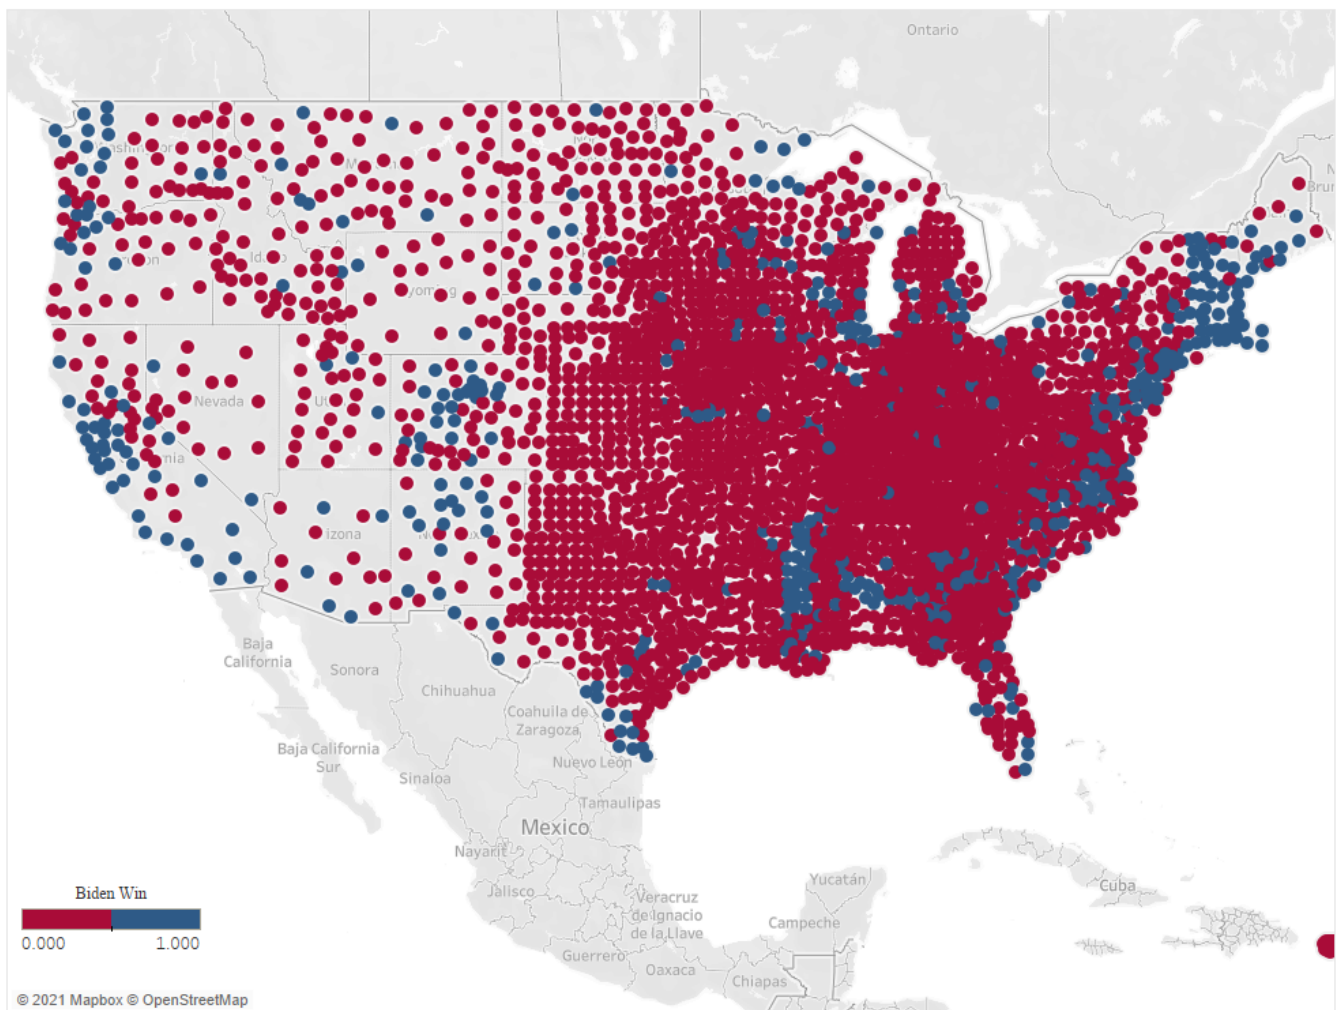 Ontario
Nevada
Baja
California
Sonora
Chihuahua
Coahuila de
Zaragoza
Baja California
Sur
Nuevo León
Sinaloa
Tamaulipas
Mexico
Nayarit
Yucatán
Cuba
Jalisco
Veracruz
de Ignacio
de la Llave
Campeche
Guerrero
Oaxaca
Chiapas
Biden Win
0.000
1.000
© 2021 Mapbox © OpenStreetMap